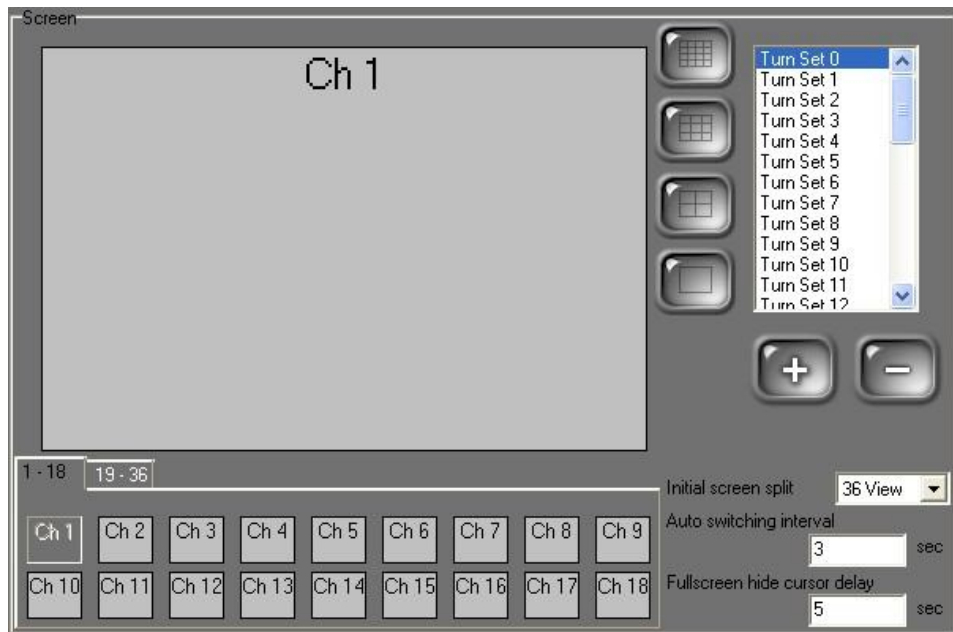 Screen
Ch 1
Turn Set 0
Turn Set 1
Turn Set 2
Turn Set 3
Turn Set 4
Turn Set 5
Turn Set 6
Turn Set 7
Turn Set 8
Turn Set 9
Turn Set 10
Turn Set 11
Turn Set 12
+ −
1 - 18 19 - 36
Ch 1 Ch 2 Ch 3 Ch 4 Ch 5 Ch 6 Ch 7 Ch 8 Ch 9
Ch 10 Ch 11 Ch 12 Ch 13 Ch 14 Ch 15 Ch 16 Ch 17 Ch 18
Initial screen split 36 View
Auto switching interval
3 sec
Fullscreen hide cursor delay
5 sec